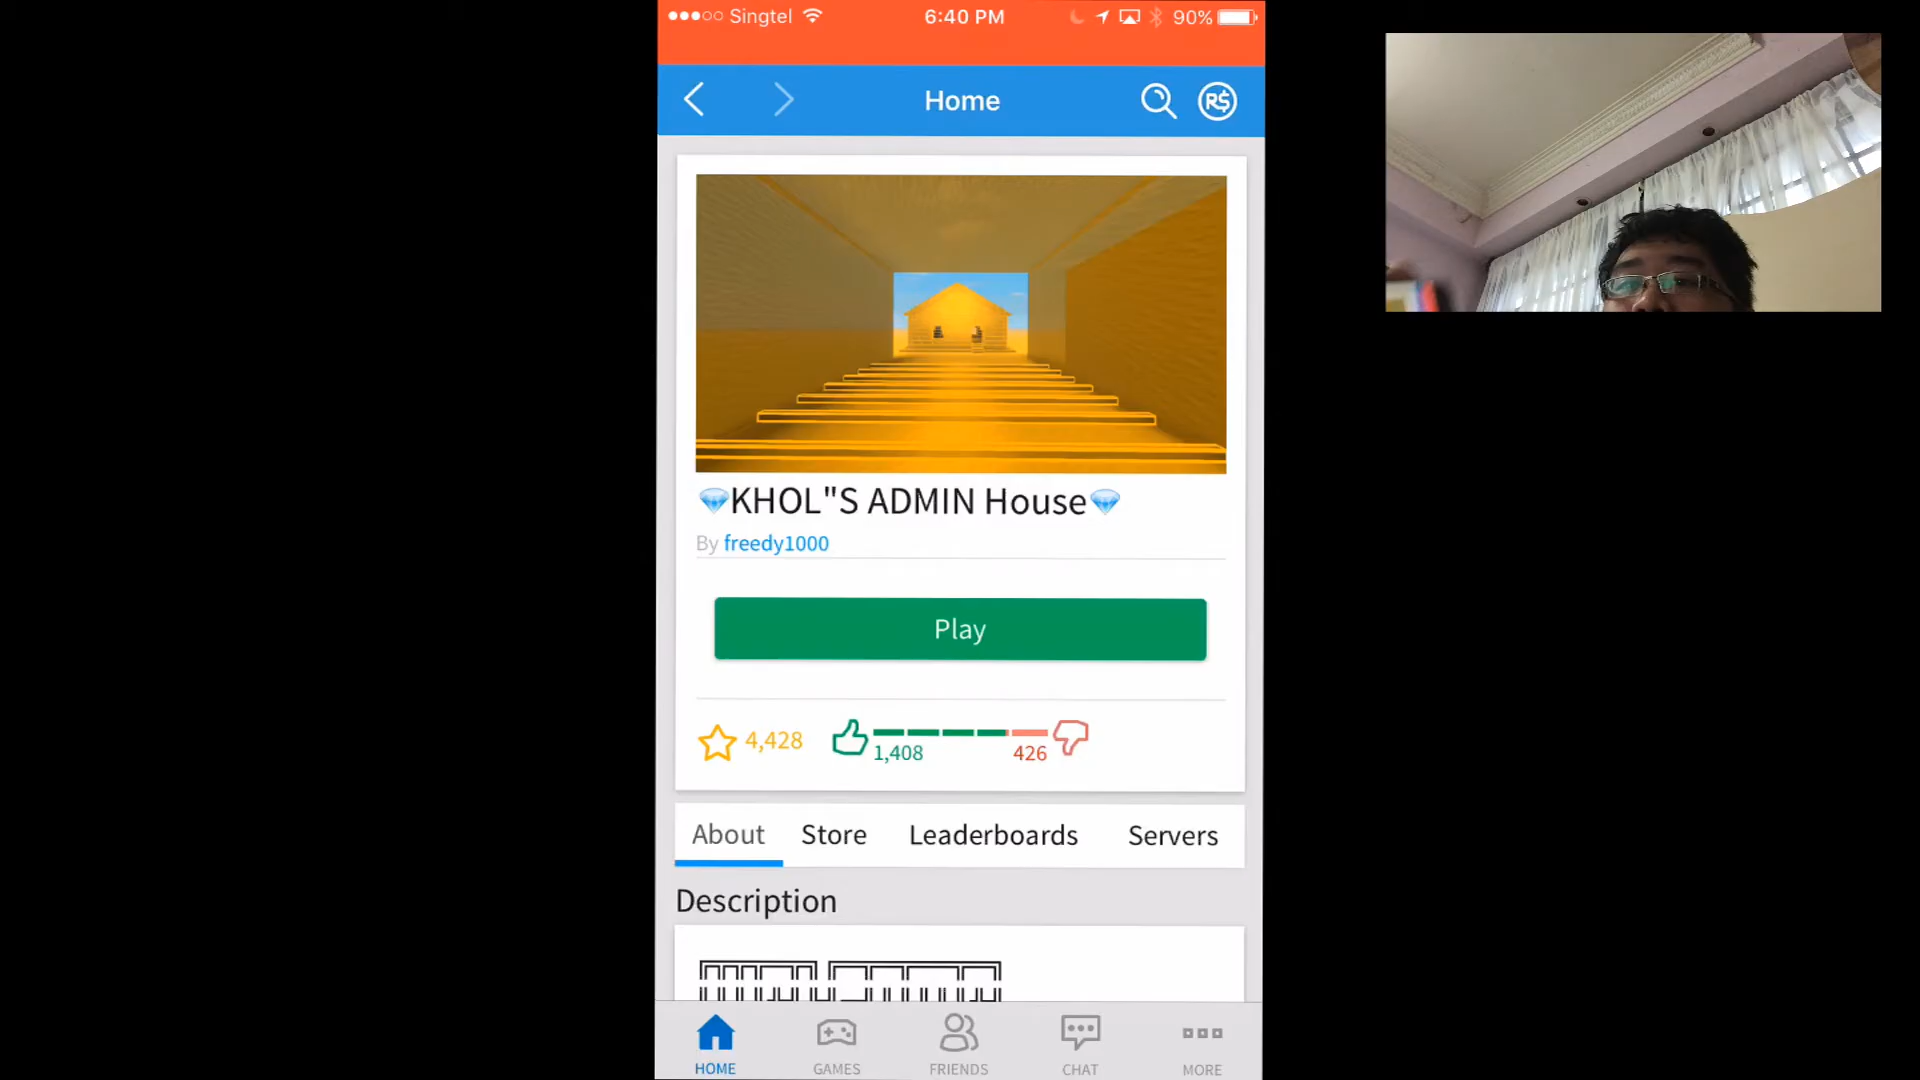 Singtel 6:40 PM 90%
Home R$
💎KHOL"S ADMIN House💎
By freedy1000
Play
4,428 1,408 426
About Store Leaderboards Servers
Description
HOME GAMES FRIENDS CHAT MORE